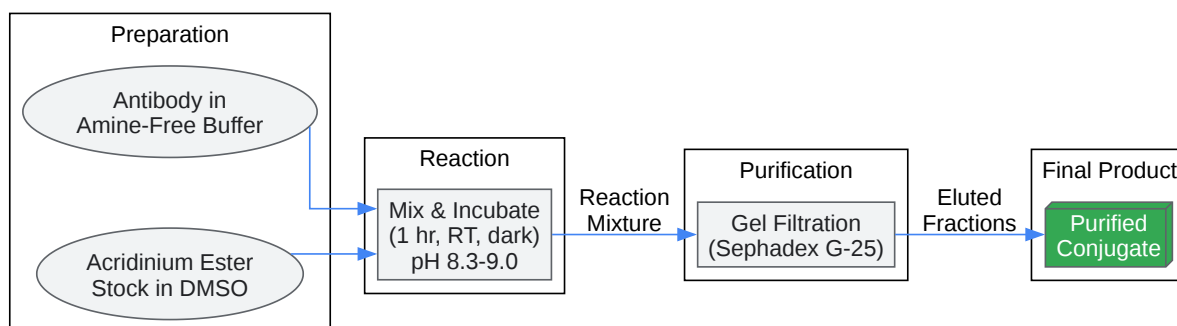 Preparation
Antibody in
Amine-Free Buffer
Acridinium Ester
Stock in DMSO
Reaction
Mix & Incubate
(1 hr, RT, dark)
pH 8.3-9.0
Reaction
Mixture
Purification
Gel Filtration
(Sephadex G-25)
Eluted
Fractions
Final Product
Purified
Conjugate